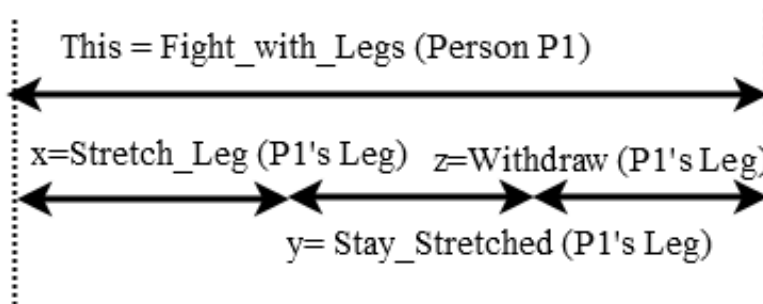 This = Fight_with_Legs (Person P1)
x=Stretch_Leg (P1's Leg) z=Withdraw (P1's Leg)
y= Stay_Stretched (P1's Leg)